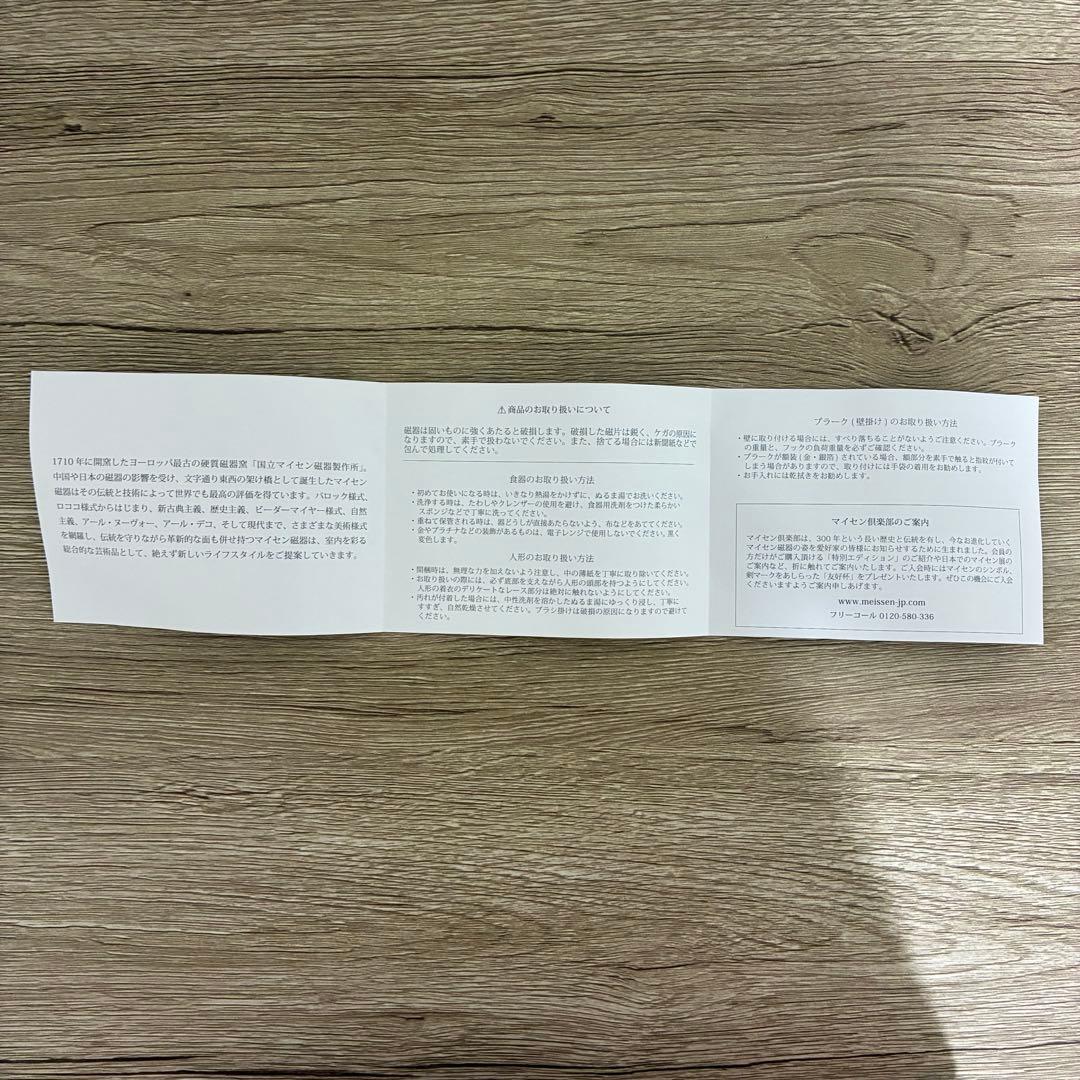 1710 年に開窯したヨーロッパ最古の硬質磁器窯「国立マイセン磁器製作所」。
中国や日本の磁器の影響を受け、文字通り東西の架け橋として誕生したマイセン
磁器はその伝統と技術によって世界でも最高の評価を得ています。バロック様式、
ロココ様式からはじまり、新古典主義、歴史主義、ビーダーマイヤー様式、自然
主義、アール・ヌーヴォー、アール・デコ、そして現代まで、さまざまな美術様式
を網羅し、伝統を守りながら革新的な面も併せ持つマイセン磁器は、室内を彩る
総合的な芸術品として、絶えず新しいライフスタイルをご提案していきます。
⚠商品のお取り扱いについて
磁器は固いものに強くあたると破損します。破損した磁片は鋭く、ケガの原因に
なりますので、素手で扱わないでください。また、捨てる場合には新聞紙などで
包んで処理してください。
食器のお取り扱い方法
・初めてお使いになる時は、いきなり熱湯をかけずに、ぬるま湯でお洗いください。
・洗浄する時は、たわしやクレンザーの使用を避け、食器用洗剤をつけた柔らかい
スポンジなどで丁寧に洗ってください。
・重ねて保管される時は、器どうしが直接あたらないよう、布などをあててください。
・金やプラチナなどの装飾があるものは、電子レンジで使用しないでください。黒く
変色します。
人形のお取り扱い方法
・開梱時は、無理な力を加えないよう注意し、中の薄紙を丁寧に取り除いてください。
・お取り扱いの際には、必ず底部を支えながら人形の頭部を持つようにしてください。
人形の着衣のデリケートなレース部分は絶対に触れないようにしてください。
・汚れが付着した場合には、中性洗剤を溶かしたぬるま湯にゆっくり浸し、丁寧に
すすぎ、自然乾燥させてください。ブラシ掛けは破損の原因になりますので避けて
ください。
プラーク ( 壁掛け ) のお取り扱い方法
・壁に取り付ける場合には、すべり落ちることがないようご注意ください。プラーク
の重量と、フックの負荷重量を必ずご確認ください。
・プラークが額装 ( 金・銀箔 ) されている場合、額部分を素手で触ると指紋が付いて
しまう場合がありますので、取り付けには手袋の着用をお勧めします。
・お手入れには乾拭きをお勧めします。
マイセン倶楽部のご案内
マイセン倶楽部は、300 年という長い歴史と伝統を有し、今なお進化していく
マイセン磁器の姿を愛好家の皆様にお知らせするために生まれました。会員の
方だけがご購入頂ける「特別エディション」のご紹介や日本でのマイセン展の
ご案内など、折に触れてご案内いたします。ご入会時にはマイセンのシンボル、
剣マークをあしらった「友好杯」をプレゼントいたします。ぜひこの機会にご入会
くださいますようご案内申しあげます。
www.meissen-jp.com
フリーコール 0120-580-336